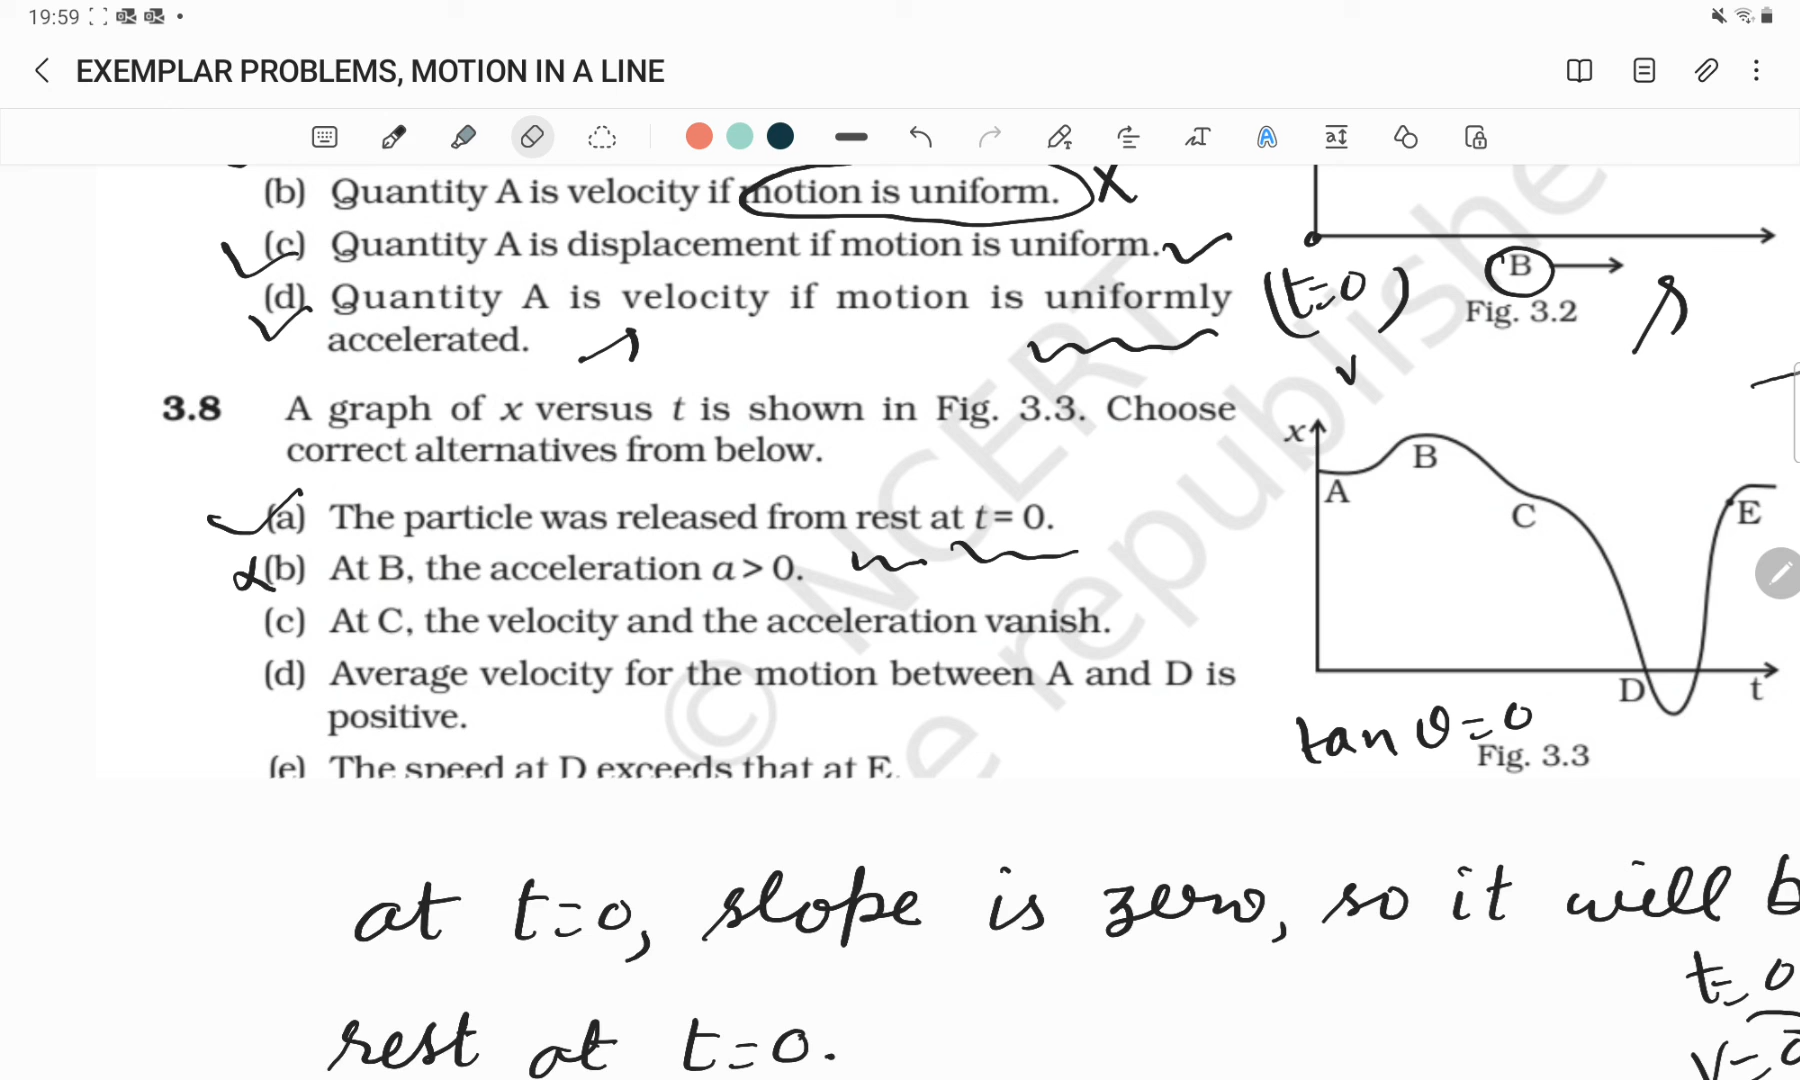 19:59
EXEMPLAR PROBLEMS, MOTION IN A LINE
(b) Quantity A is velocity if motion is uniform. X
(c) Quantity A is displacement if motion is uniform.
(d) Quantity A is velocity if motion is uniformly
accelerated.
B
(t=0)
Fig. 3.2
3.8 A graph of x versus t is shown in Fig. 3.3. Choose
correct alternatives from below.
(a) The particle was released from rest at t = 0.
(b) At B, the acceleration a > 0.
(c) At C, the velocity and the acceleration vanish.
(d) Average velocity for the motion between A and D is
positive.
(e) The speed at D exceeds that at E.
x
A
B
C
D
E
t
tan θ = 0
Fig. 3.3
© NCERT
e republishe
at t=0, slope is zero, so it will b
rest at t=0.
t=0
v=0